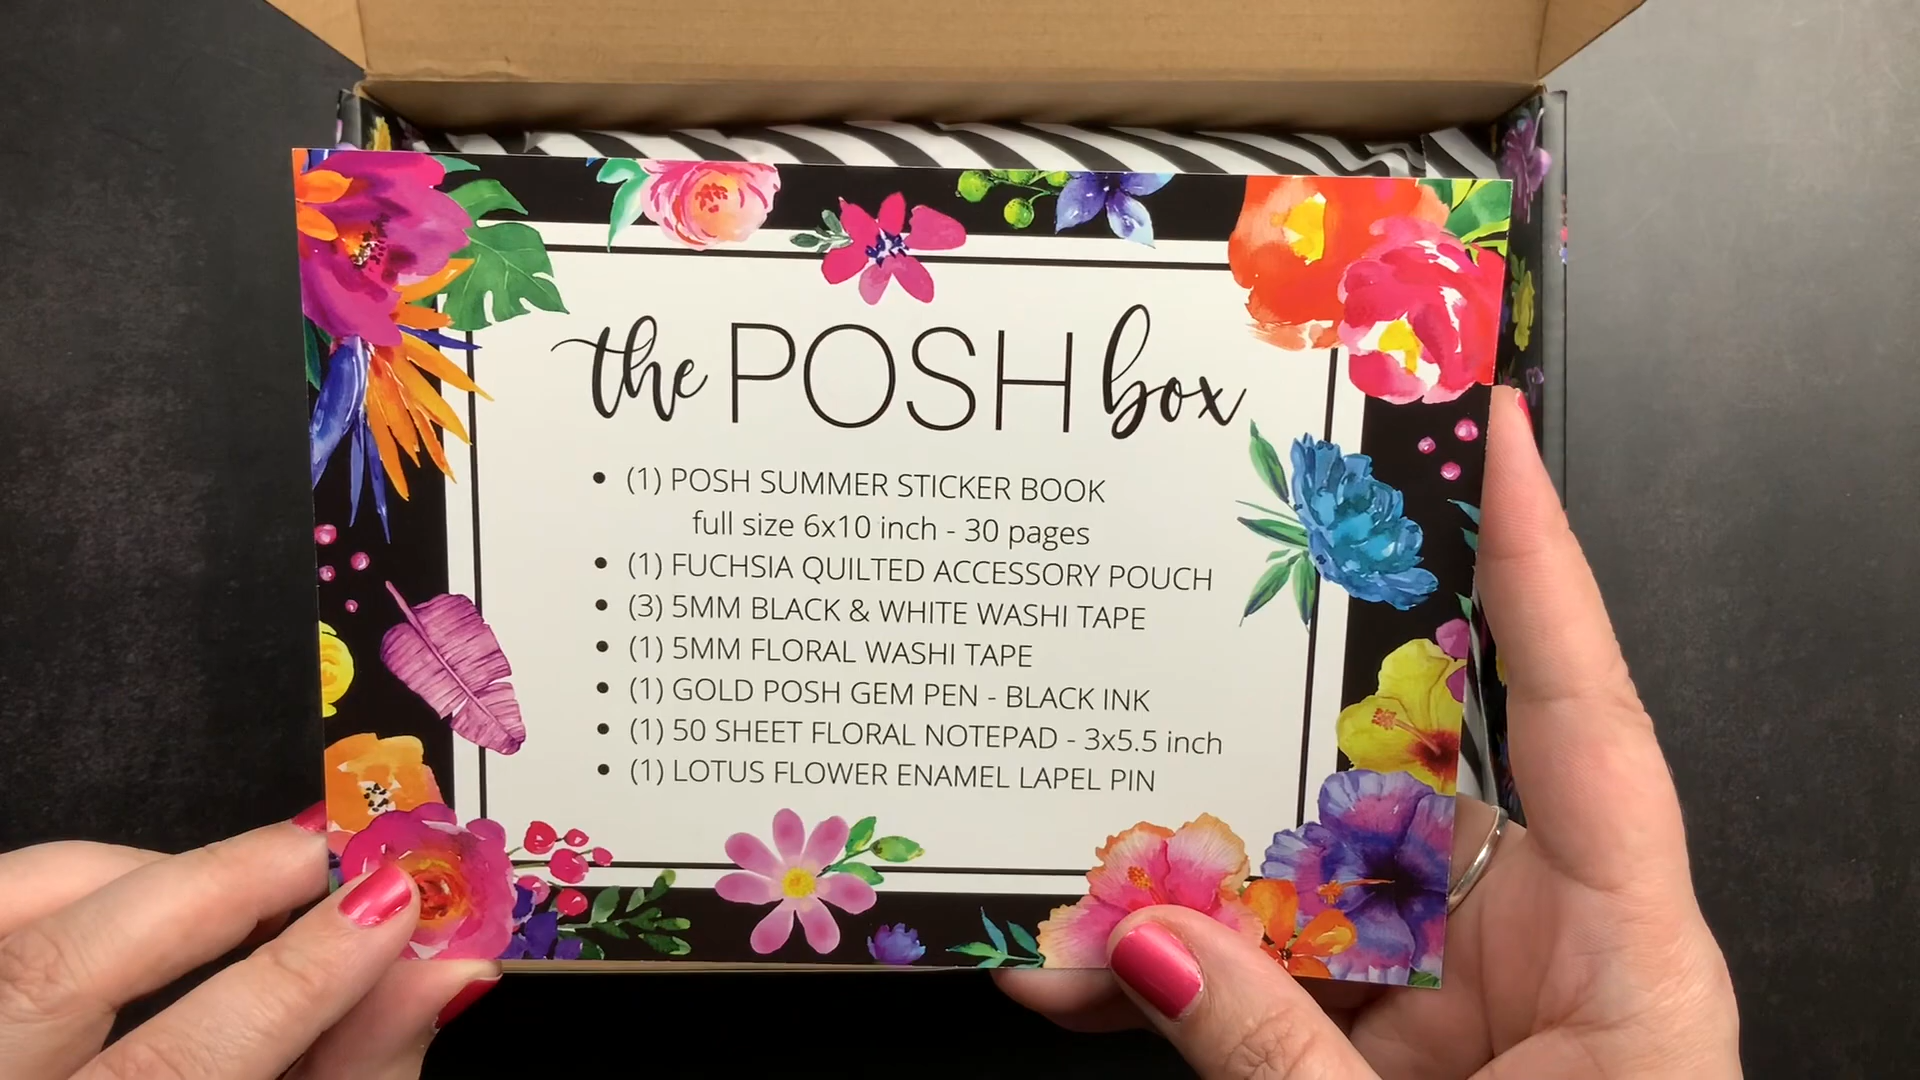 the POSH box
• (1) POSH SUMMER STICKER BOOK
full size 6x10 inch - 30 pages
• (1) FUCHSIA QUILTED ACCESSORY POUCH
• (3) 5MM BLACK & WHITE WASHI TAPE
• (1) 5MM FLORAL WASHI TAPE
• (1) GOLD POSH GEM PEN - BLACK INK
• (1) 50 SHEET FLORAL NOTEPAD - 3x5.5 inch
• (1) LOTUS FLOWER ENAMEL LAPEL PIN